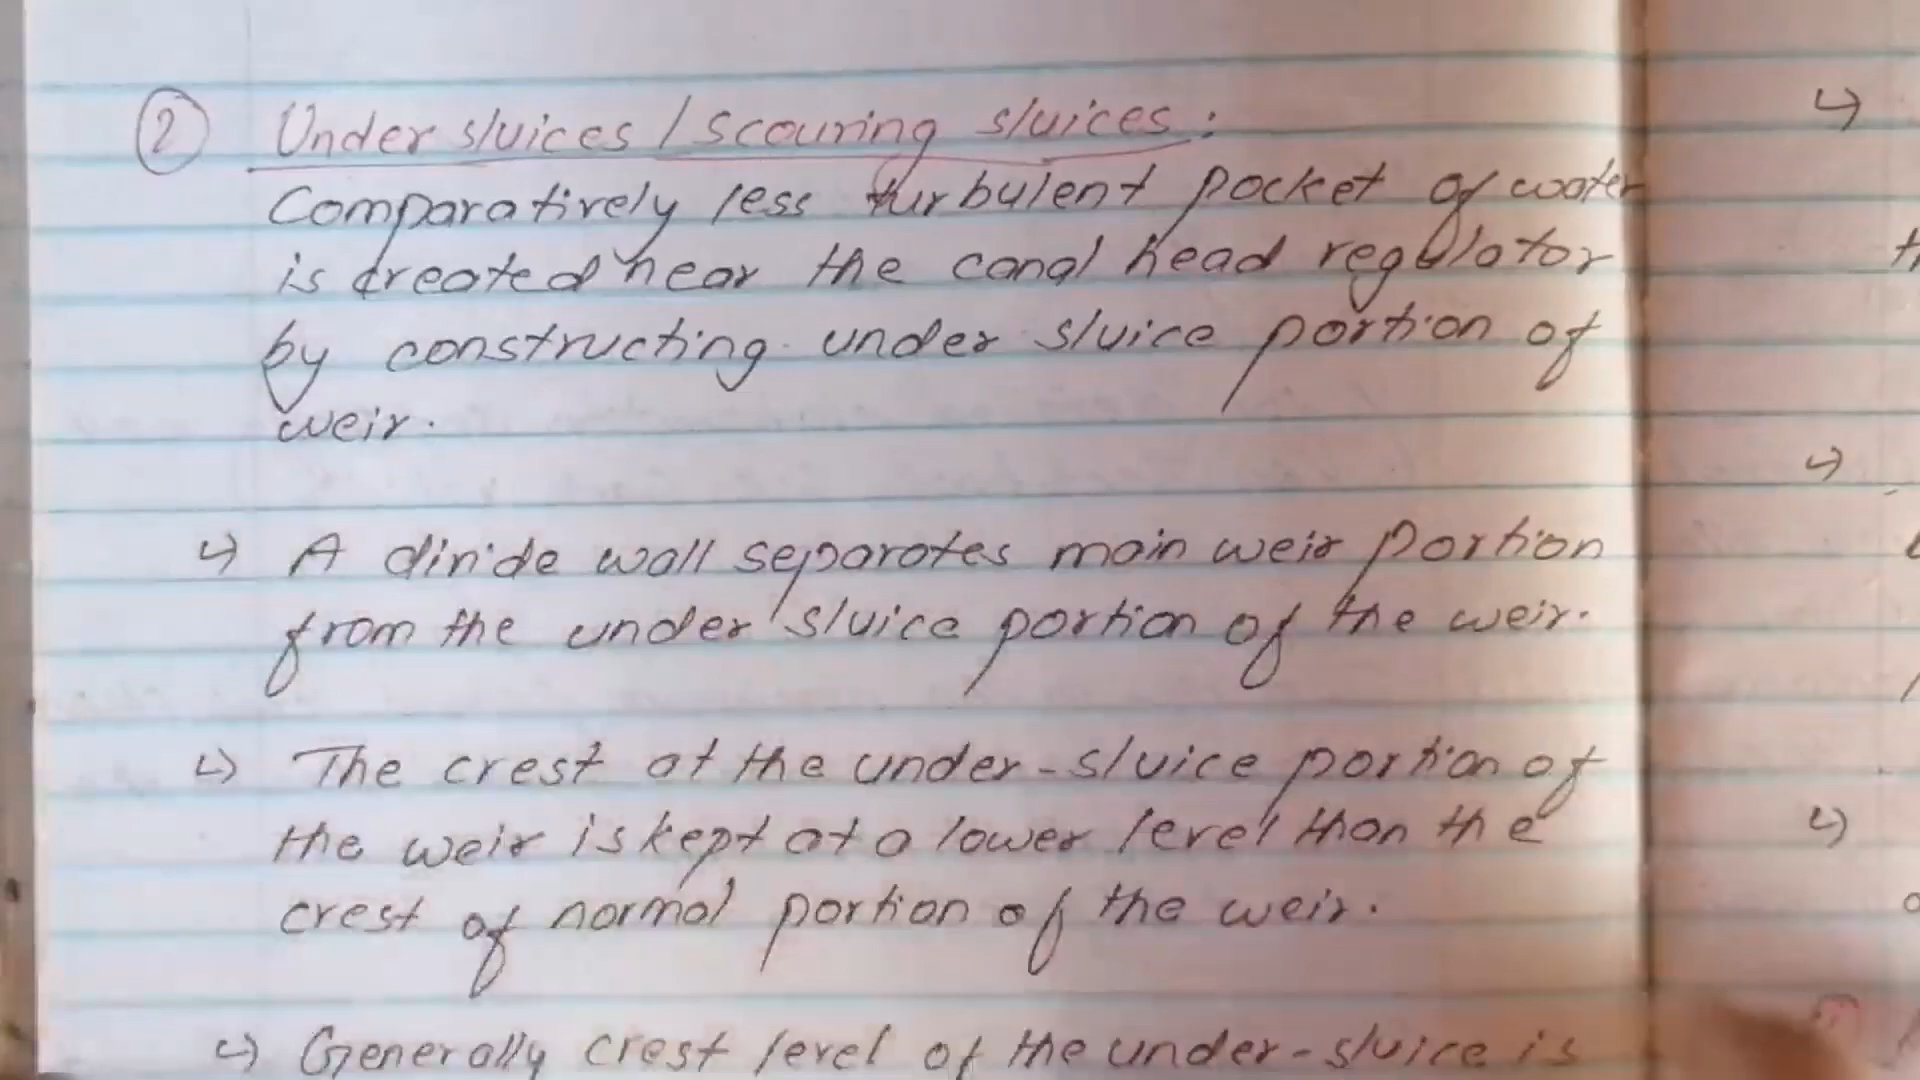 ② Under sluices / scouring sluices :
Comparatively less turbulent pocket of water
is created near the canal head regulator
by constructing under sluice portion of
weir.
↳ A divide wall separates main weir portion
from the under sluice portion of the weir.
↳ The crest at the under-sluice portion of
the weir is kept at a lower level than the
crest of normal portion of the weir.
↳ Generally crest level of the under-sluice is